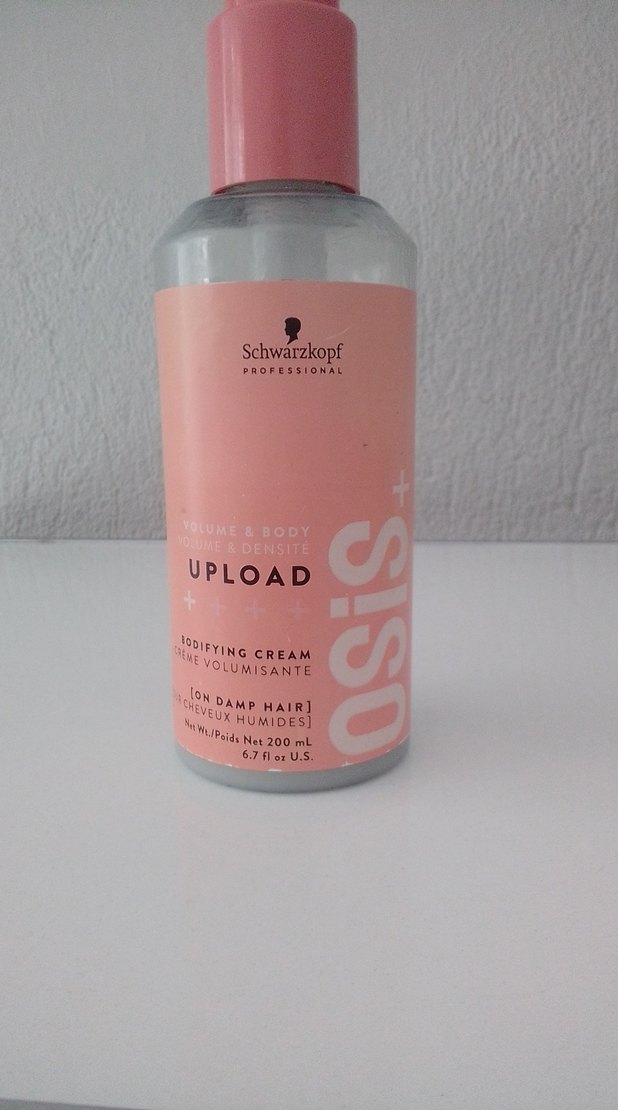 Schwarzkopf
PROFESSIONAL
VOLUME & BODY
VOLUME & DENSITÉ
UPLOAD
BODIFYING CREAM
CRÈME VOLUMISANTE
[ON DAMP HAIR]
CHEVEUX HUMIDES]
Net Wt./Poids Net 200 mL
6.7 fl oz U.S.
osis+